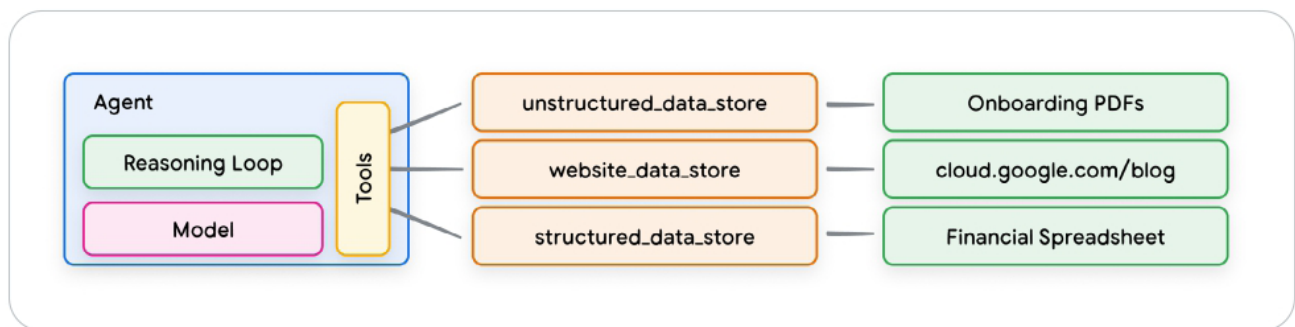 Agent
Reasoning Loop
Model
Tools
unstructured_data_store
website_data_store
structured_data_store
Onboarding PDFs
cloud.google.com/blog
Financial Spreadsheet